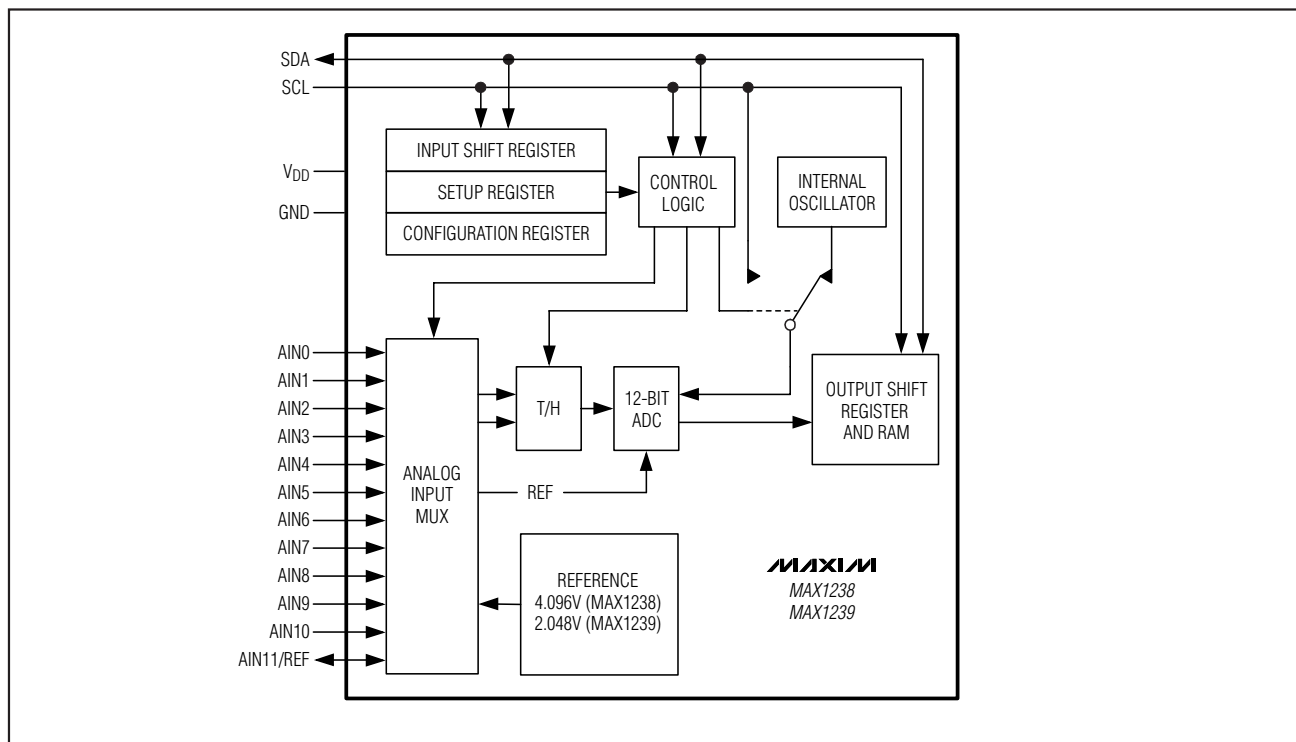 SDA
SCL
VDD
GND
INPUT SHIFT REGISTER
SETUP REGISTER
CONFIGURATION REGISTER
CONTROL
LOGIC
INTERNAL
OSCILLATOR
AIN0
AIN1
AIN2
AIN3
AIN4
AIN5
AIN6
AIN7
AIN8
AIN9
AIN10
AIN11/REF
ANALOG
INPUT
MUX
T/H
12-BIT
ADC
REF
OUTPUT SHIFT
REGISTER
AND RAM
REFERENCE
4.096V (MAX1238)
2.048V (MAX1239)
MAXIM
MAX1238
MAX1239